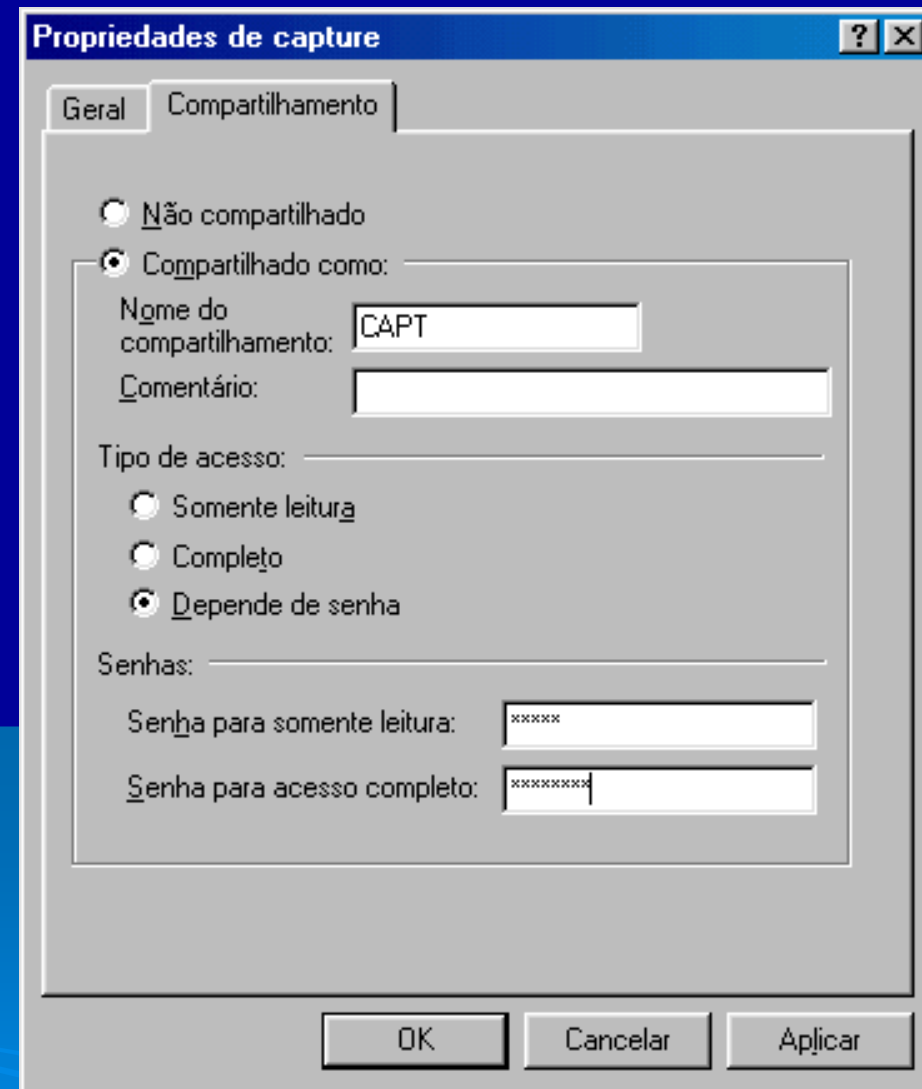 Propriedades de capture
Geral
Compartilhamento
Não compartilhado
Compartilhado como:
Nome do
compartilhamento:
CAPT
Comentário:
Tipo de acesso:
Somente leitura
Completo
Depende de senha
Senhas:
Senha para somente leitura: *****
Senha para acesso completo: ********
OK
Cancelar
Aplicar